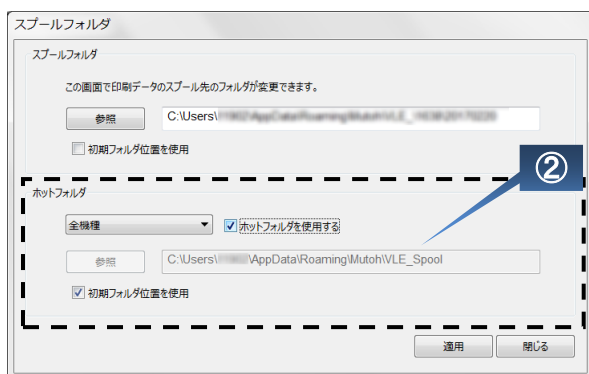 スプールフォルダ
スプールフォルダ
この画面で印刷データのスプール先のフォルダが変更できます。
参照 C:\Users\
初期フォルダ位置を使用
②
ホットフォルダ
全機種 ホットフォルダを使用する
参照 C:\Users\ \AppData\Roaming\Mutoh\VLE_Spool
初期フォルダ位置を使用
適用 閉じる